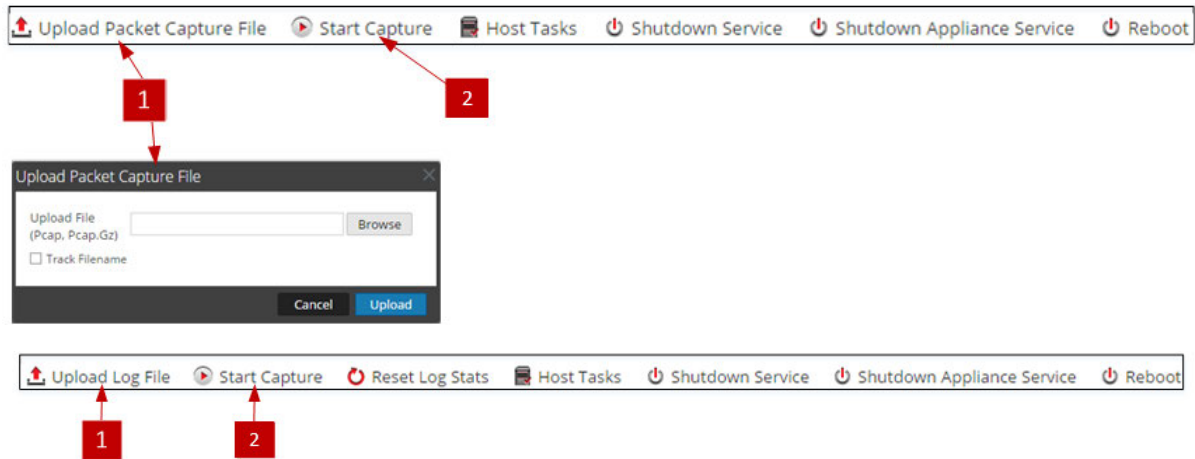 Upload Packet Capture File Start Capture Host Tasks Shutdown Service Shutdown Appliance Service Reboot
1 2
Upload Packet Capture File
Upload File
(Pcap, Pcap.Gz)
Browse
Track Filename
Cancel Upload
Upload Log File Start Capture Reset Log Stats Host Tasks Shutdown Service Shutdown Appliance Service Reboot
1 2